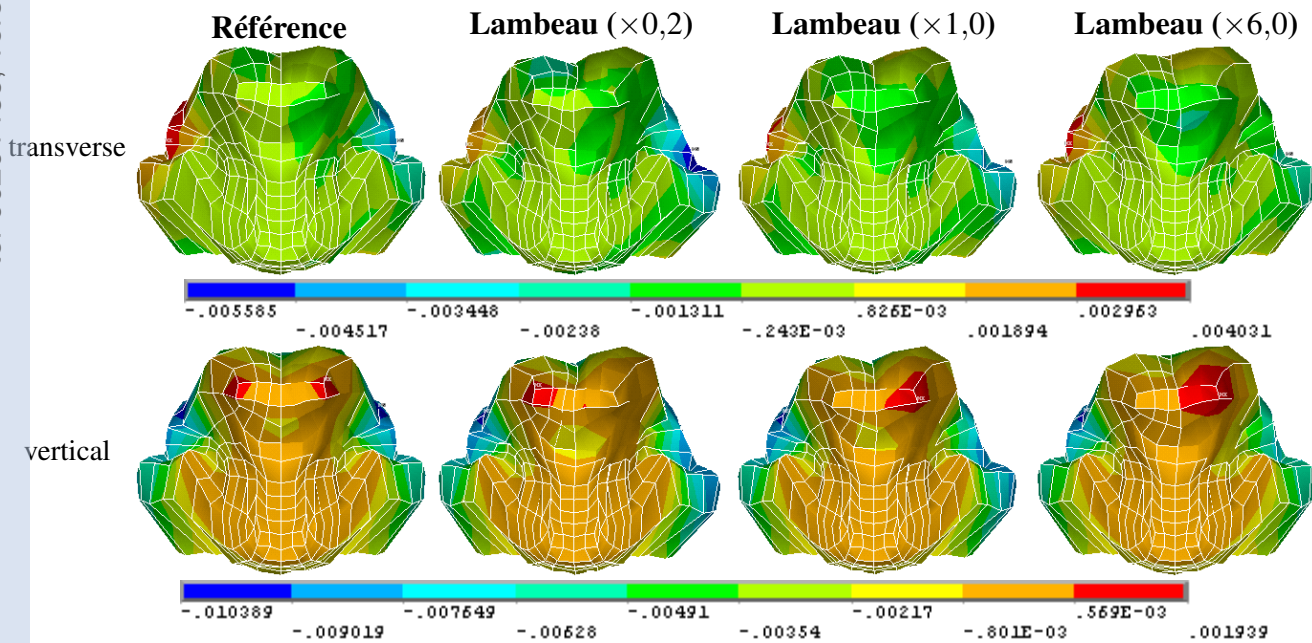 Référence Lambeau (×0,2) Lambeau (×1,0) Lambeau (×6,0)
transverse
-.005585 -.003448 -.001311 .826E-03 .002963
-.004517 -.00238 -.243E-03 .001894 .004031
vertical
-.010389 -.007649 -.00491 -.00217 .569E-03
-.009019 -.00628 -.00354 -.801E-03 .001939